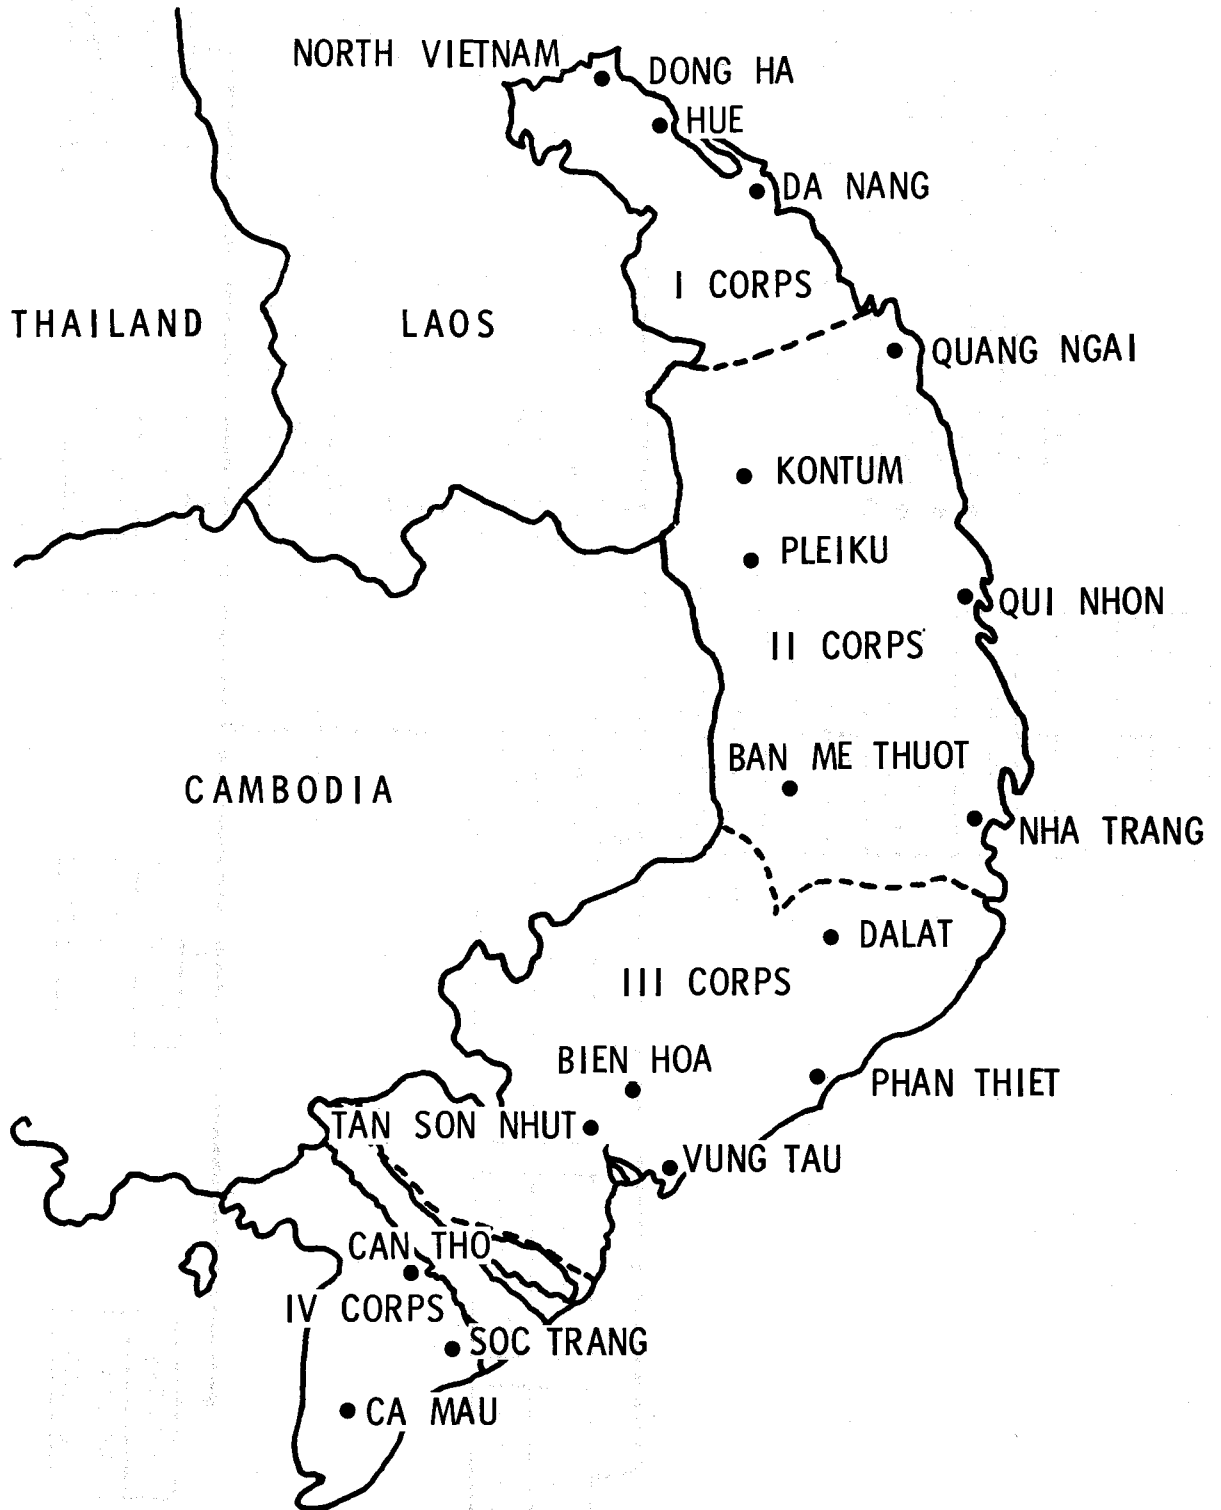 NORTH VIETNAM
DONG HA
HUE
DA NANG
I CORPS
THAILAND
LAOS
QUANG NGAI
KONTUM
PLEIKU
QUI NHON
II CORPS
BAN ME THUOT
CAMBODIA
NHA TRANG
DALAT
III CORPS
BIEN HOA
PHAN THIET
TAN SON NHUT
VUNG TAU
CAN THO
IV CORPS
SOC TRANG
CA MAU